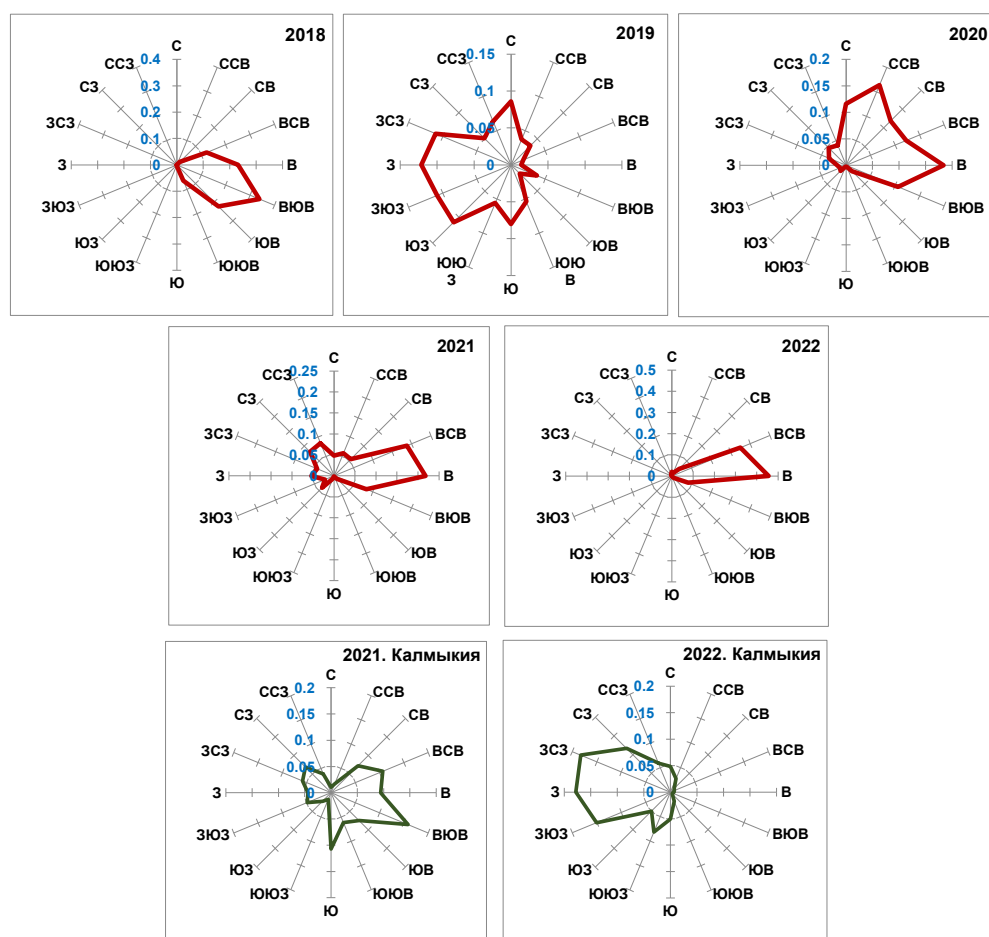 2018
С
ССВ
СВ
ВСВ
В
ВЮВ
ЮВ
ЮЮВ
Ю
ЮЮЗ
ЮЗ
ЗЮЗ
З
ЗСЗ
СЗ
ССЗ
0.4
0.3
0.2
0.1
0
2019
С
ССВ
СВ
ВСВ
В
ВЮВ
ЮВ
ЮЮ
В
Ю
ЮЮ
З
ЮЗ
ЗЮЗ
З
ЗСЗ
СЗ
ССЗ
0.15
0.1
0.05
0
2020
С
ССВ
СВ
ВСВ
В
ВЮВ
ЮВ
ЮЮВ
Ю
ЮЮЗ
ЮЗ
ЗЮЗ
З
ЗСЗ
СЗ
ССЗ
0.2
0.15
0.1
0.05
0
2021
С
ССВ
СВ
ВСВ
В
ВЮВ
ЮВ
ЮЮВ
Ю
ЮЮЗ
ЮЗ
ЗЮЗ
З
ЗСЗ
СЗ
ССЗ
0.25
0.2
0.15
0.1
0.05
0
2022
С
ССВ
СВ
ВСВ
В
ВЮВ
ЮВ
ЮЮВ
Ю
ЮЮЗ
ЮЗ
ЗЮЗ
З
ЗСЗ
СЗ
ССЗ
0.5
0.4
0.3
0.2
0.1
0
2021. Калмыкия
С
ССВ
СВ
ВСВ
В
ВЮВ
ЮВ
ЮЮВ
Ю
ЮЮЗ
ЮЗ
ЗЮЗ
З
ЗСЗ
СЗ
ССЗ
0.2
0.15
0.1
0.05
0
2022. Калмыкия
С
ССВ
СВ
ВСВ
В
ВЮВ
ЮВ
ЮЮВ
Ю
ЮЮЗ
ЮЗ
ЗЮЗ
З
ЗСЗ
СЗ
ССЗ
0.2
0.15
0.1
0.05
0